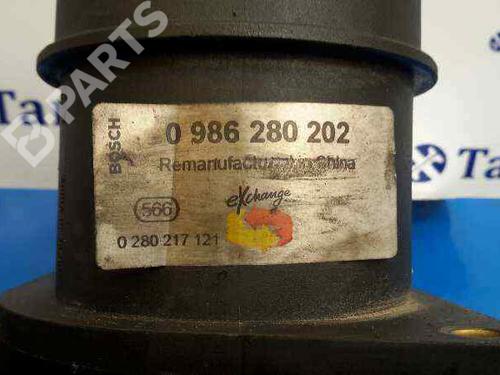 BOSCH
0 986 280 202
Remanufactured in China
566
eXchange
0 280 217 121
B PARTS
Ta
Ta